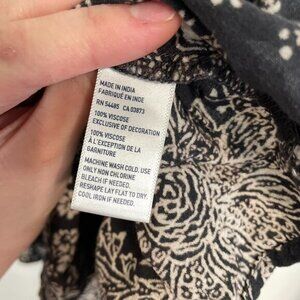 MADE IN INDIA
FABRIQUÉ EN INDE
RN 54485 CA 03873
100% VISCOSE
EXCLUSIVE OF DECORATION
100% VISCOSE
À L'EXCEPTION DE LA
GARNITURE
MACHINE WASH COLD. USE
ONLY NON CHLORINE
BLEACH IF NEEDED.
RESHAPE LAY FLAT TO DRY.
COOL IRON IF NEEDED.